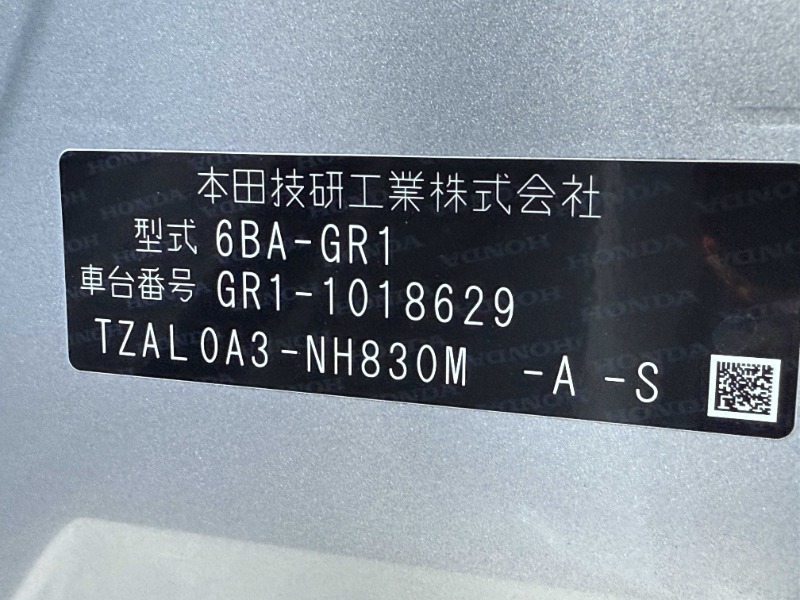 本田技研工業株式会社
型式 6BA-GR1
車台番号 GR1-1018629
TZAL0A3-NH830M -A -S